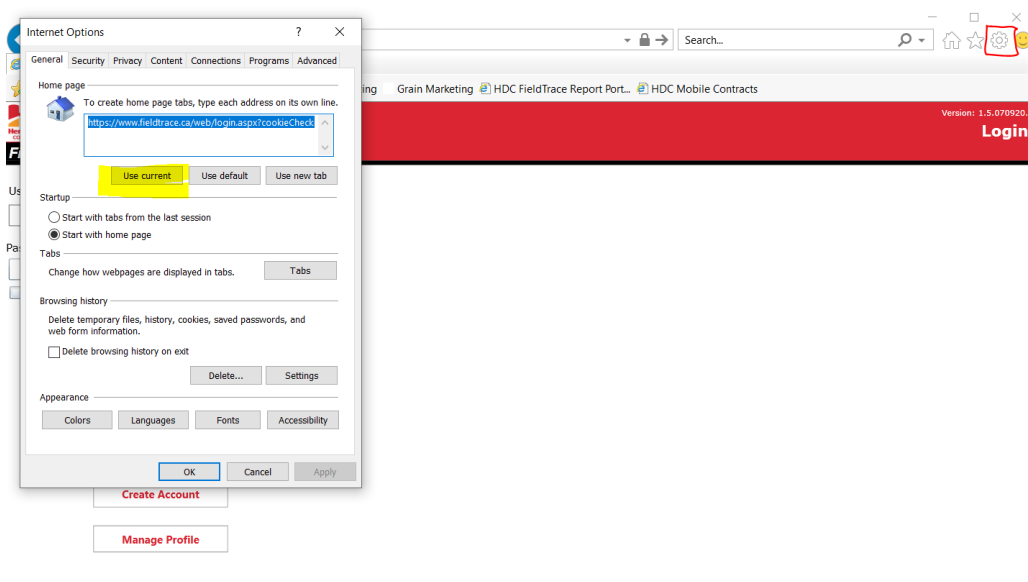 Internet Options
? ×
Search...
General Security Privacy Content Connections Programs Advanced
Home page
To create home page tabs, type each address on its own line.
ing Grain Marketing HDC FieldTrace Report Port... HDC Mobile Contracts
https://www.fieldtrace.ca/web/login.aspx?cookieCheck
Version: 1.5.070920.
Login
Use current Use default Use new tab
Us
Startup
Start with tabs from the last session
Start with home page
Pa
Tabs
Change how webpages are displayed in tabs.
Tabs
Browsing history
Delete temporary files, history, cookies, saved passwords, and
web form information.
Delete browsing history on exit
Delete... Settings
Appearance
Colors Languages Fonts Accessibility
OK Cancel Apply
Create Account
Manage Profile